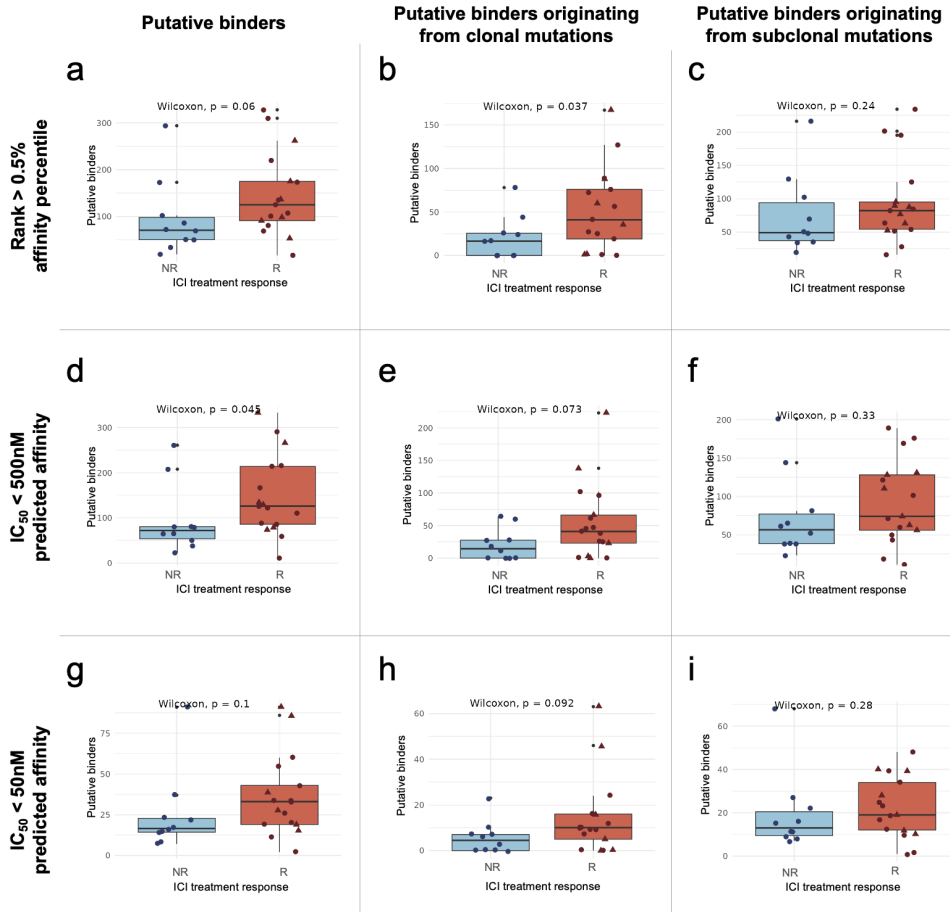 Putative binders
Putative binders originating
from clonal mutations
Putative binders originating
from subclonal mutations
Rank > 0.5%
affinity percentile
a
Wilcoxon, p = 0.06
Putative binders
300
200
100
NR
R
ICI treatment response
b
Wilcoxon, p = 0.037
Putative binders
150
100
50
0
NR
R
ICI treatment response
c
Wilcoxon, p = 0.24
Putative binders
200
150
100
50
NR
R
ICI treatment response
IC50 < 500nM
predicted affinity
d
Wilcoxon, p = 0.045
Putative binders
300
200
100
0
NR
R
ICI treatment response
e
Wilcoxon, p = 0.073
Putative binders
200
150
100
50
0
NR
R
ICI treatment response
f
Wilcoxon, p = 0.33
Putative binders
200
150
100
50
NR
R
ICI treatment response
IC50 < 50nM
predicted affinity
g
Wilcoxon, p = 0.1
Putative binders
75
50
25
0
NR
R
ICI treatment response
h
Wilcoxon, p = 0.092
Putative binders
60
40
20
0
NR
R
ICI treatment response
i
Wilcoxon, p = 0.28
Putative binders
60
40
20
0
NR
R
ICI treatment response